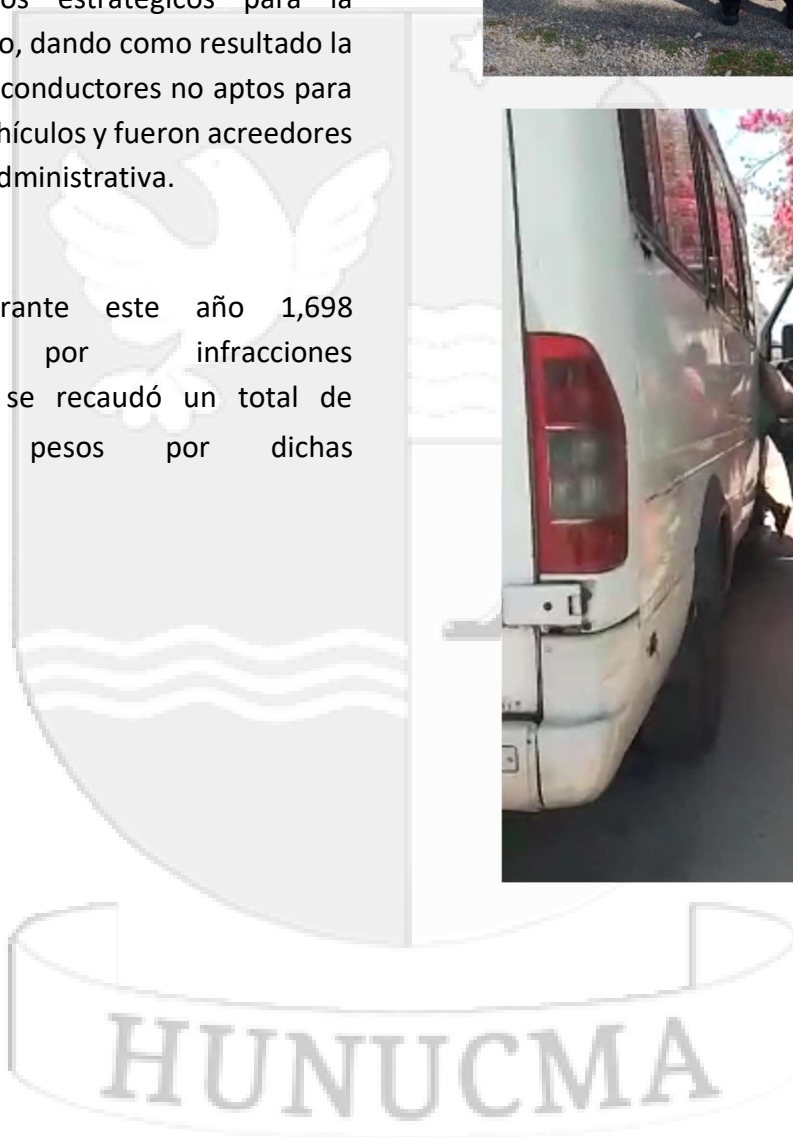 estratégicos para la
o, dando como resultado la
conductores no aptos para
hículos y fueron acreedores
dministrativa.
rante este año 1,698
por infracciones
se recaudó un total de
pesos por dichas
HUNUCMA